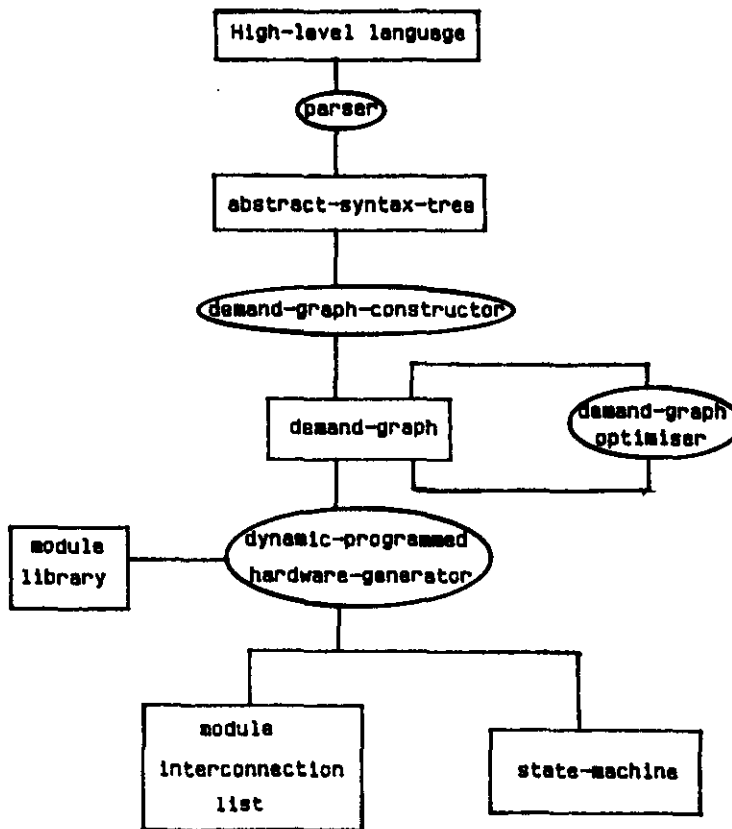 High-level language
parser
abstract-syntax-tree
demand-graph-constructor
demand-graph
demand-graph
optimiser
module
library
dynamic-programmed
hardware-generator
module
interconnection
list
state-machine